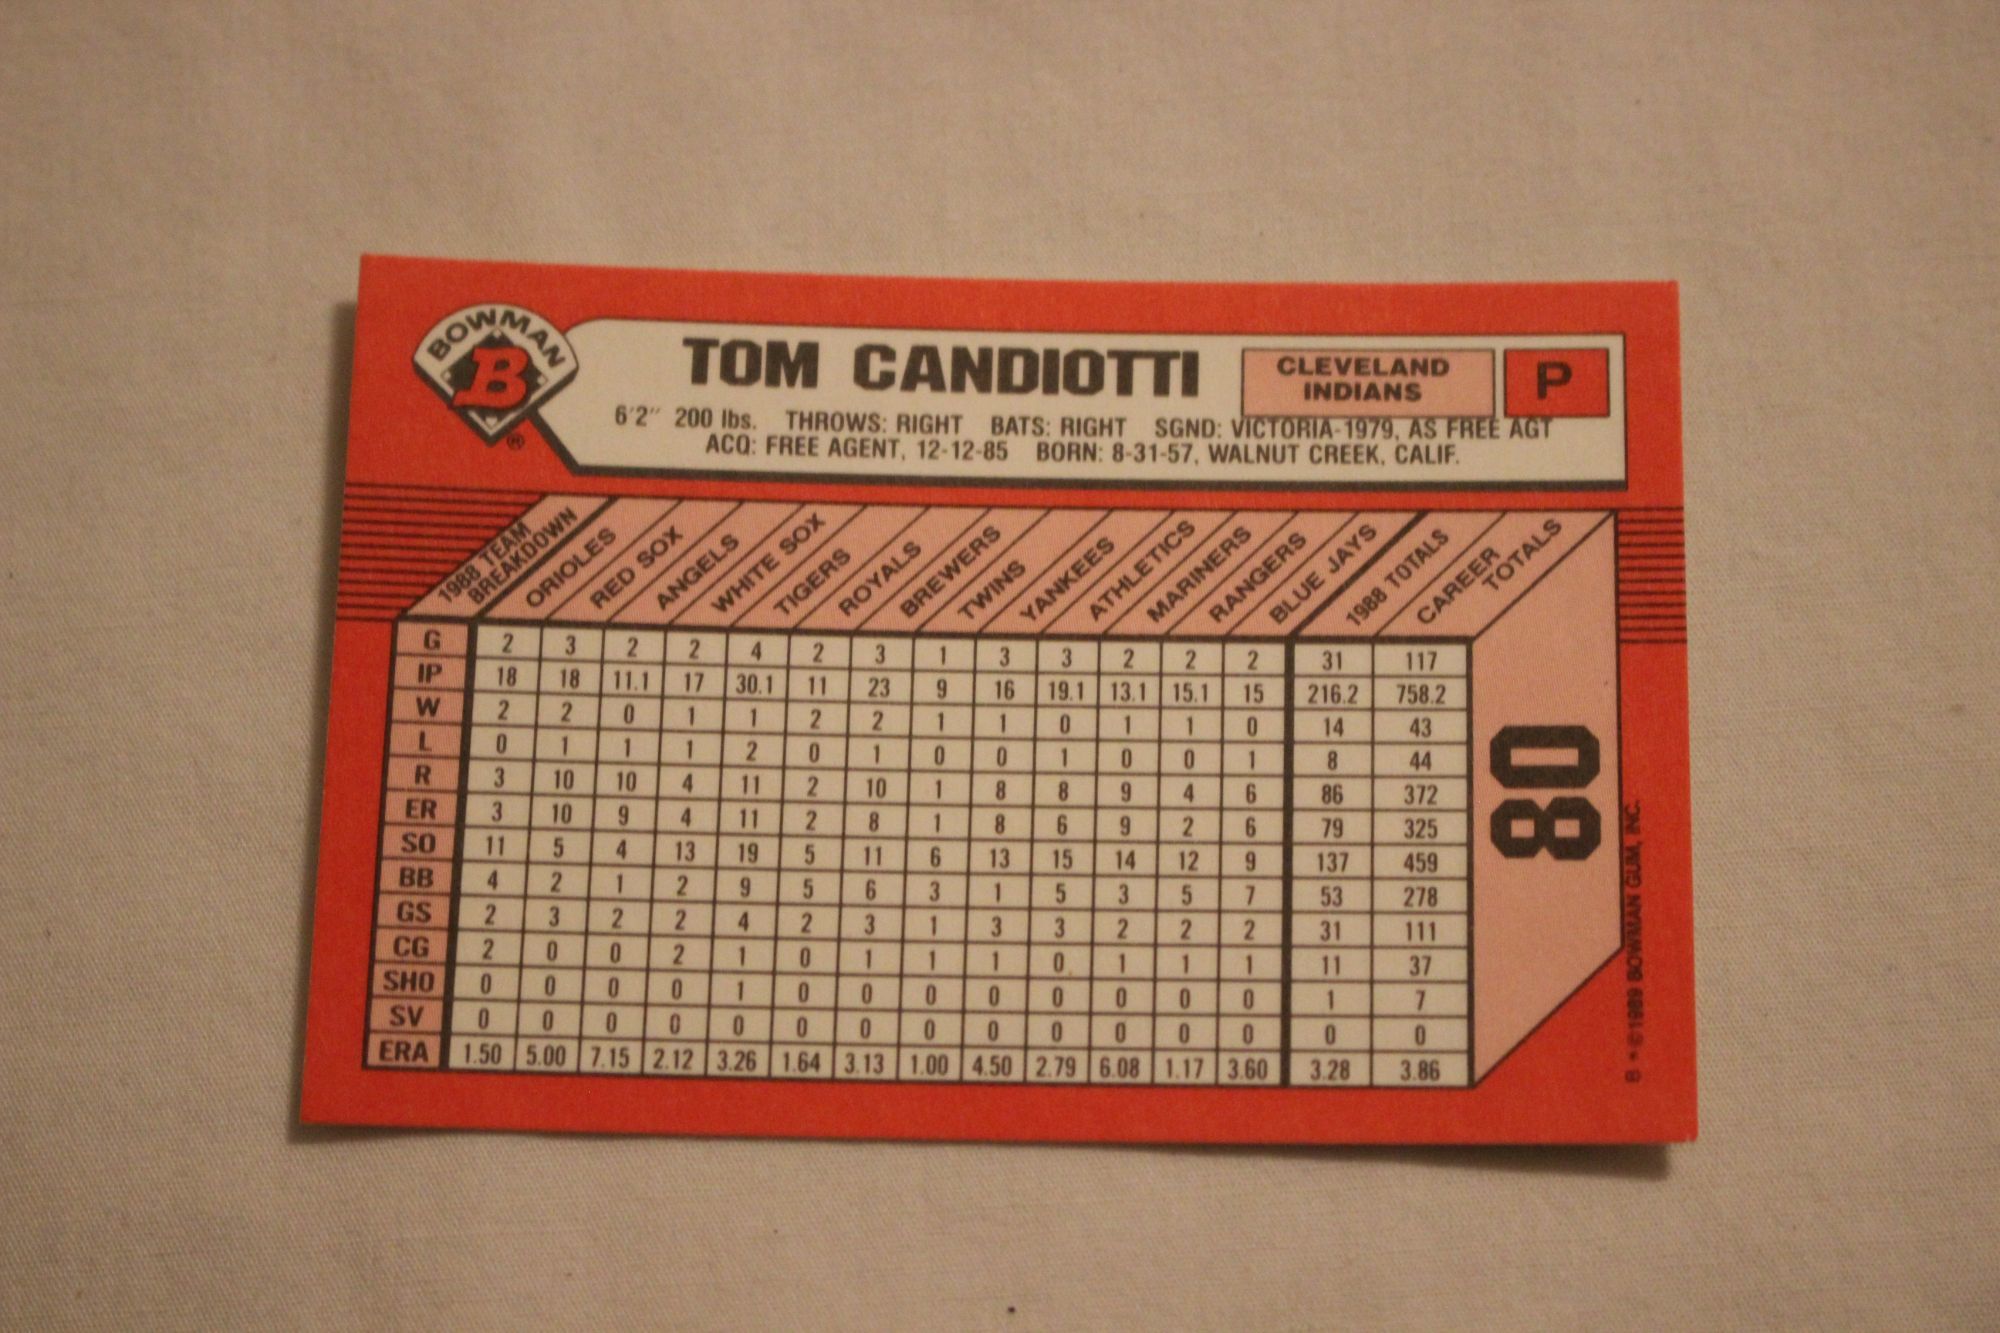 BOWMAN
B
®
TOM CANDIOTTI
CLEVELAND
INDIANS
P
6'2" 200 lbs. THROWS: RIGHT BATS: RIGHT SGND: VICTORIA-1979, AS FREE AGT
ACQ: FREE AGENT, 12-12-85 BORN: 8-31-57, WALNUT CREEK, CALIF.
1988 TEAM BREAKDOWN ORIOLES RED SOX ANGELS WHITE SOX TIGERS ROYALS BREWERS TWINS YANKEES ATHLETICS MARINERS RANGERS BLUE JAYS 1988 TOTALS CAREER TOTALS
G 2 3 2 2 4 2 3 1 3 3 2 2 2 31 117
IP 18 18 11.1 17 30.1 11 23 9 16 19.1 13.1 15.1 15 216.2 758.2
W 2 2 0 1 1 2 2 1 1 0 1 1 0 14 43
L 0 1 1 1 2 0 1 0 0 1 0 0 1 8 44
R 3 10 10 4 11 2 10 1 8 8 9 4 6 86 372
ER 3 10 9 4 11 2 8 1 8 6 9 2 6 79 325
SO 11 5 4 13 19 5 11 6 13 15 14 12 9 137 459
BB 4 2 1 2 9 5 6 3 1 5 3 5 7 53 278
GS 2 3 2 2 4 2 3 1 3 3 2 2 2 31 111
CG 2 0 0 2 1 0 1 1 1 0 1 1 1 11 37
SHO 0 0 0 0 1 0 0 0 0 0 0 0 0 1 7
SV 0 0 0 0 0 0 0 0 0 0 0 0 0 0 0
ERA 1.50 5.00 7.15 2.12 3.26 1.64 3.13 1.00 4.50 2.79 6.08 1.17 3.60 3.28 3.86
80
B * ©1989 BOWMAN GUM, INC.